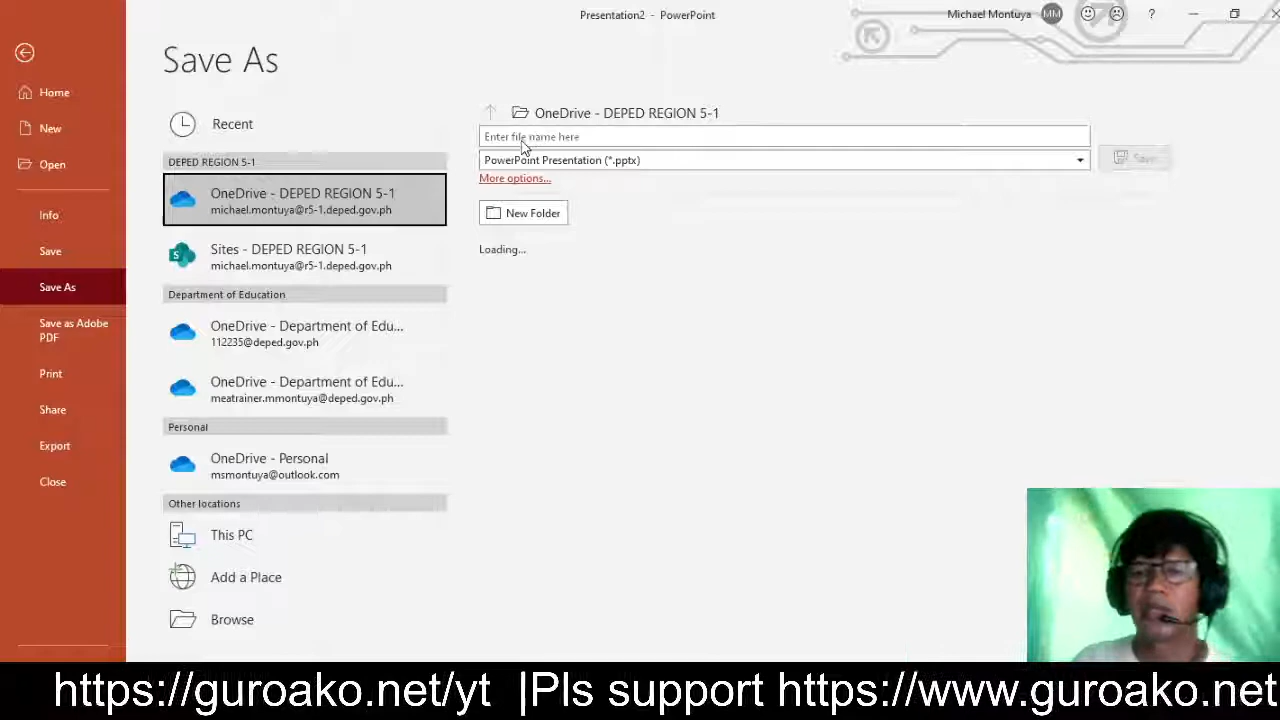 Presentation2 - PowerPoint
Michael Montuya MM ?
Save As
Home
New
Open
Info
Save
Save As
Save as Adobe
PDF
Print
Share
Export
Close
Recent
DEPED REGION 5-1
OneDrive - DEPED REGION 5-1
michael.montuya@r5-1.deped.gov.ph
Sites - DEPED REGION 5-1
michael.montuya@r5-1.deped.gov.ph
Department of Education
OneDrive - Department of Edu...
112235@deped.gov.ph
OneDrive - Department of Edu...
meatrainer.mmontuya@deped.gov.ph
Personal
OneDrive - Personal
msmontuya@outlook.com
Other locations
This PC
Add a Place
Browse
OneDrive - DEPED REGION 5-1
Enter file name here
PowerPoint Presentation (*.pptx)
Save
More options...
New Folder
Loading...
https://guroako.net/yt |Pls support https://www.guroako.net